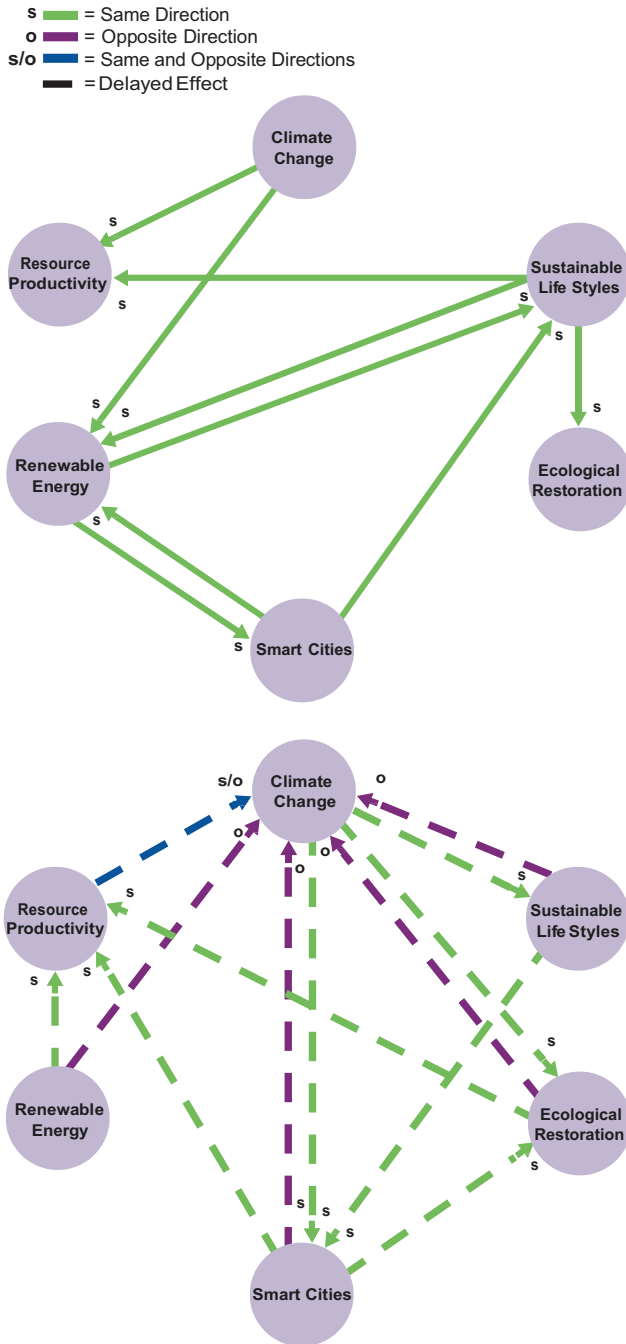 s = Same Direction
o = Opposite Direction
s/o = Same and Opposite Directions
= Delayed Effect
Climate
Change
s
Resource
Productivity
s
Sustainable
Life Styles
s
s
s
s
s
Renewable
Energy
Ecological
Restoration
s
s
Smart Cities
s/o
Climate
Change
o
o
o
o
s
s
Resource
Productivity
Sustainable
Life Styles
s
s
s
Renewable
Energy
Ecological
Restoration
s
s
s
s
Smart Cities